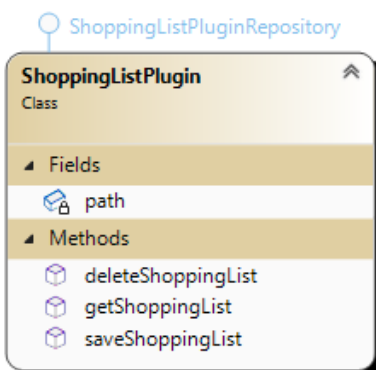 ShoppingListPluginRepository
ShoppingListPlugin
Class
Fields
path
Methods
deleteShoppingList
getShoppingList
saveShoppingList